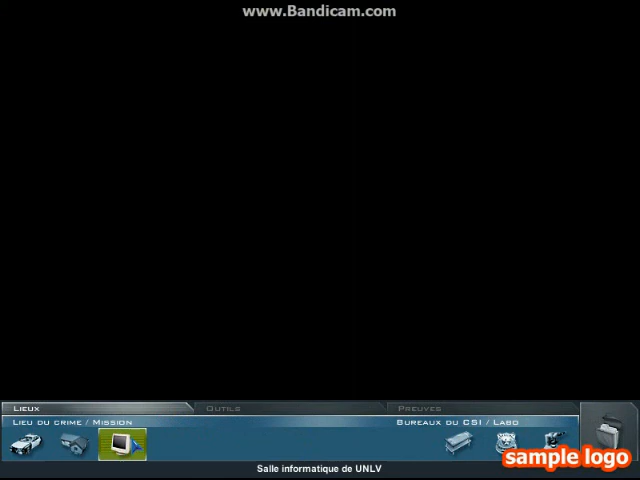 www.Bandicam.com
LIEUX
OUTILS
PREUVES
LIEU DU CRIME / MISSION
BUREAUX DU CSI / LABO
Salle informatique de UNLV
sample logo